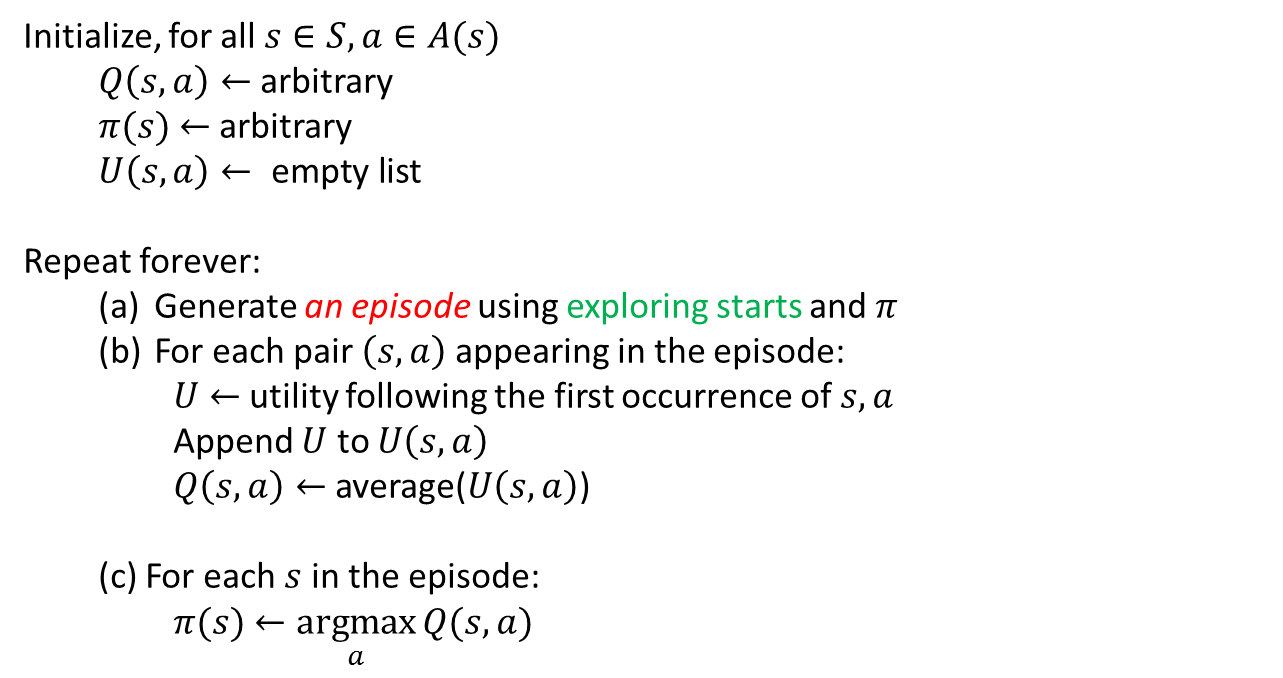 Initialize, for all s ∈ S, a ∈ A(s)
Q(s, a) ← arbitrary
π(s) ← arbitrary
U(s, a) ← empty list
Repeat forever:
(a) Generate an episode using exploring starts and π
(b) For each pair (s, a) appearing in the episode:
U ← utility following the first occurrence of s, a
Append U to U(s, a)
Q(s, a) ← average(U(s, a))
(c) For each s in the episode:
π(s) ← argmax Q(s, a)
a